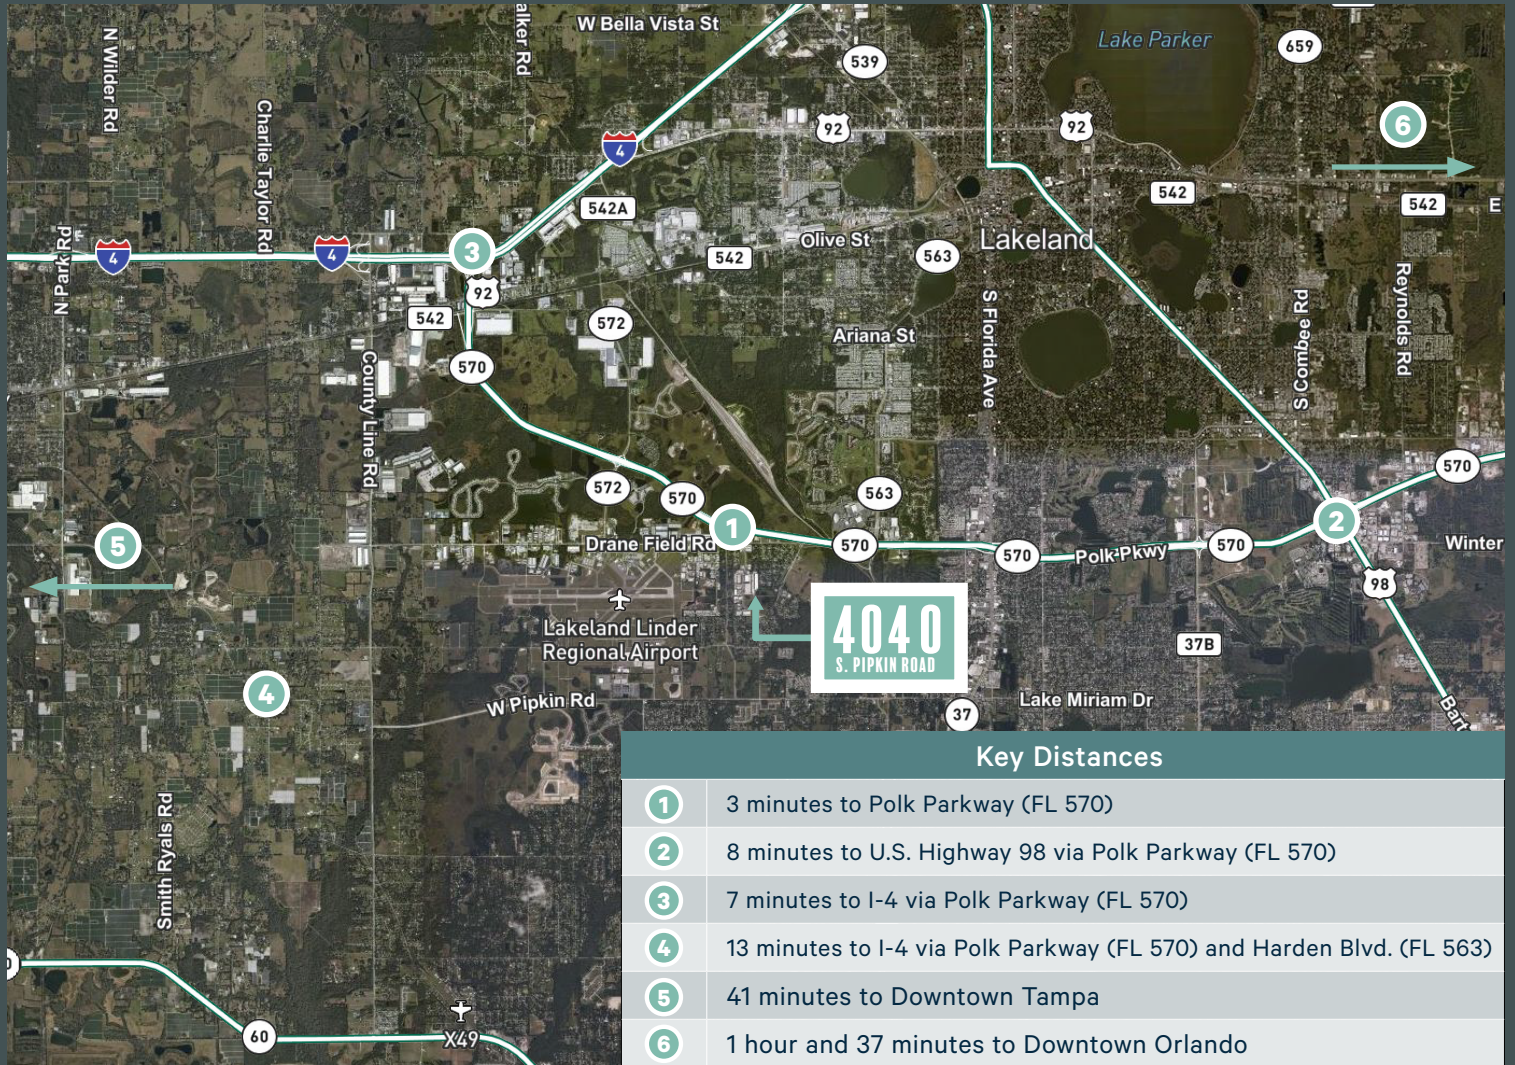 W Bella Vista St
alker Rd
N Wilder Rd
Charlie Taylor Rd
N Park Rd
539
659
Lake Parker
92
92
6
4
542A
542
542
E
Olive St
Lakeland
563
542
4
4
3
92
542
572
570
Ariana St
S Florida Ave
S Combee Rd
Reynolds Rd
County Line Rd
572
570
563
570
5
1
2
Drane Field Rd
570
570
Polk Pkwy
570
Winter
98
Lakeland Linder
Regional Airport
4040
S. PIPKIN ROAD
37B
4
W Pipkin Rd
37
Lake Miriam Dr
Bart
Smith Ryals Rd
60
X49
Key Distances
1 3 minutes to Polk Parkway (FL 570)
2 8 minutes to U.S. Highway 98 via Polk Parkway (FL 570)
3 7 minutes to I-4 via Polk Parkway (FL 570)
4 13 minutes to I-4 via Polk Parkway (FL 570) and Harden Blvd. (FL 563)
5 41 minutes to Downtown Tampa
6 1 hour and 37 minutes to Downtown Orlando